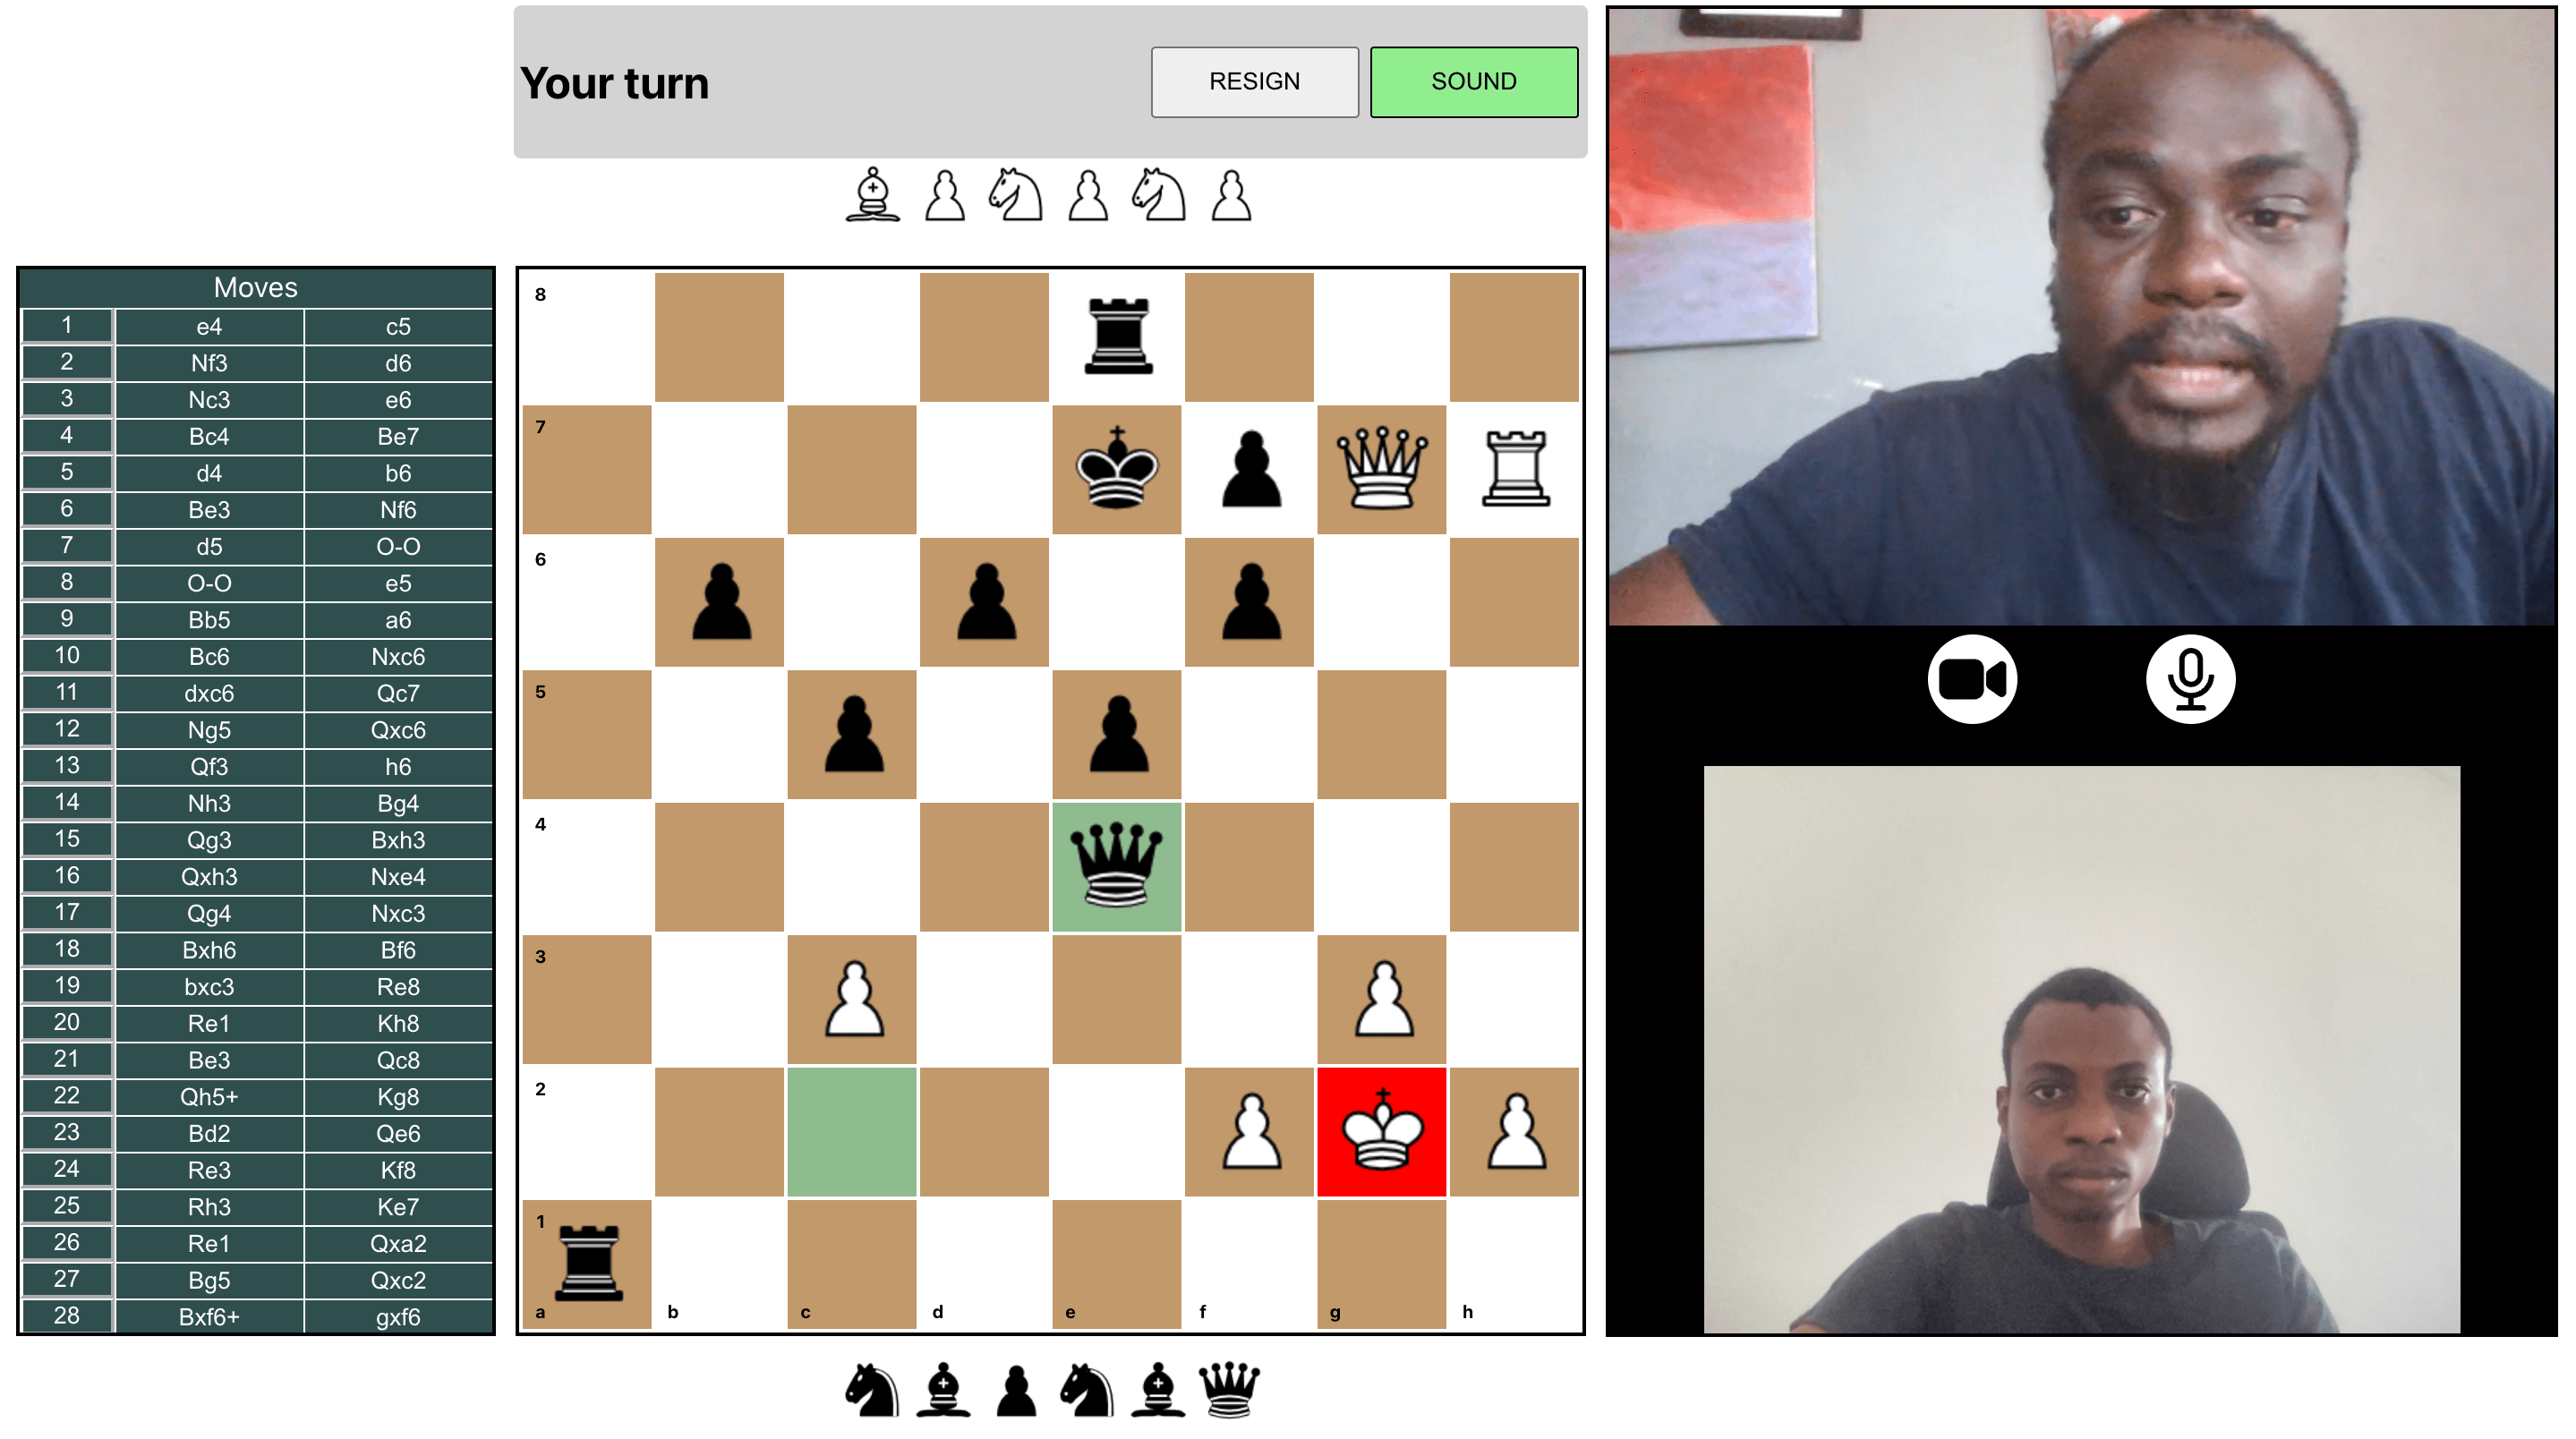 Your turn
RESIGN
SOUND
Moves
1 e4 c5
2 Nf3 d6
3 Nc3 e6
4 Bc4 Be7
5 d4 b6
6 Be3 Nf6
7 d5 O-O
8 O-O e5
9 Bb5 a6
10 Bc6 Nxc6
11 dxc6 Qc7
12 Ng5 Qxc6
13 Qf3 h6
14 Nh3 Bg4
15 Qg3 Bxh3
16 Qxh3 Nxe4
17 Qg4 Nxc3
18 Bxh6 Bf6
19 bxc3 Re8
20 Re1 Kh8
21 Be3 Qc8
22 Qh5+ Kg8
23 Bd2 Qe6
24 Re3 Kf8
25 Rh3 Ke7
26 Re1 Qxa2
27 Bg5 Qxc2
28 Bxf6+ gxf6
8
7
6
5
4
3
2
1
a b c d e f g h